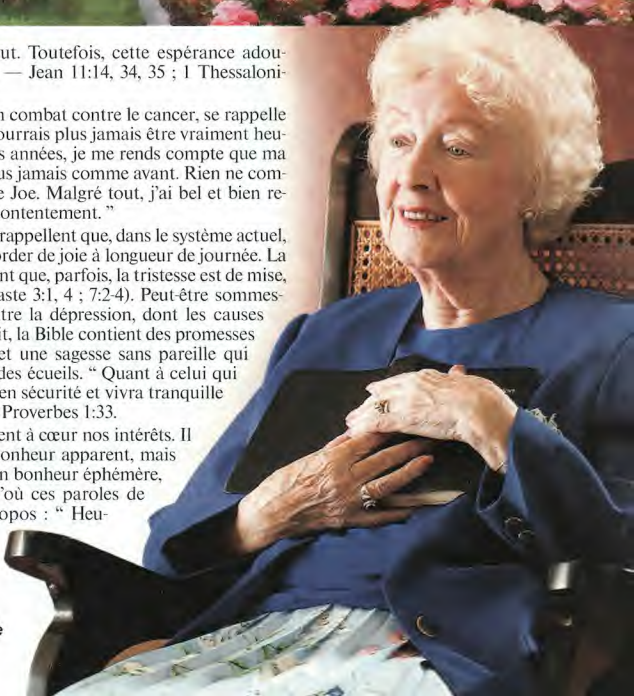 ut. Toutefois, cette espérance adou-
— Jean 11:14, 34, 35 ; 1 Thessaloni-
n combat contre le cancer, se rappelle
ourrais plus jamais être vraiment heu-
s années, je me rends compte que ma
us jamais comme avant. Rien ne com-
e Joe. Malgré tout, j'ai bel et bien re-
ontentement. ”
rappellent que, dans le système actuel,
order de joie à longueur de journée. La
nt que, parfois, la tristesse est de mise,
aste 3:1, 4 ; 7:2-4). Peut-être sommes-
tre la dépression, dont les causes
it, la Bible contient des promesses
et une sagesse sans pareille qui
des écueils. “ Quant à celui qui
en sécurité et vivra tranquille
Proverbes 1:33.
ent à cœur nos intérêts. Il
onheur apparent, mais
n bonheur éphémère,
'où ces paroles de
opos : “ Heu-
e